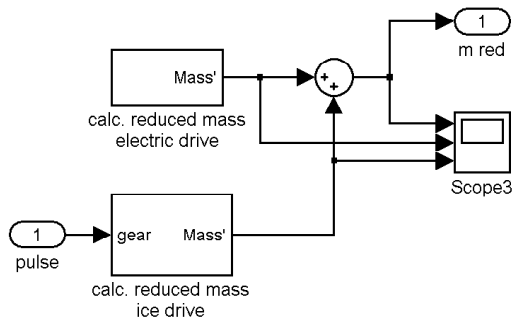 1
m red
Mass'
+
+
calc. reduced mass
electric drive
Scope3
1
pulse
gear
Mass'
calc. reduced mass
ice drive